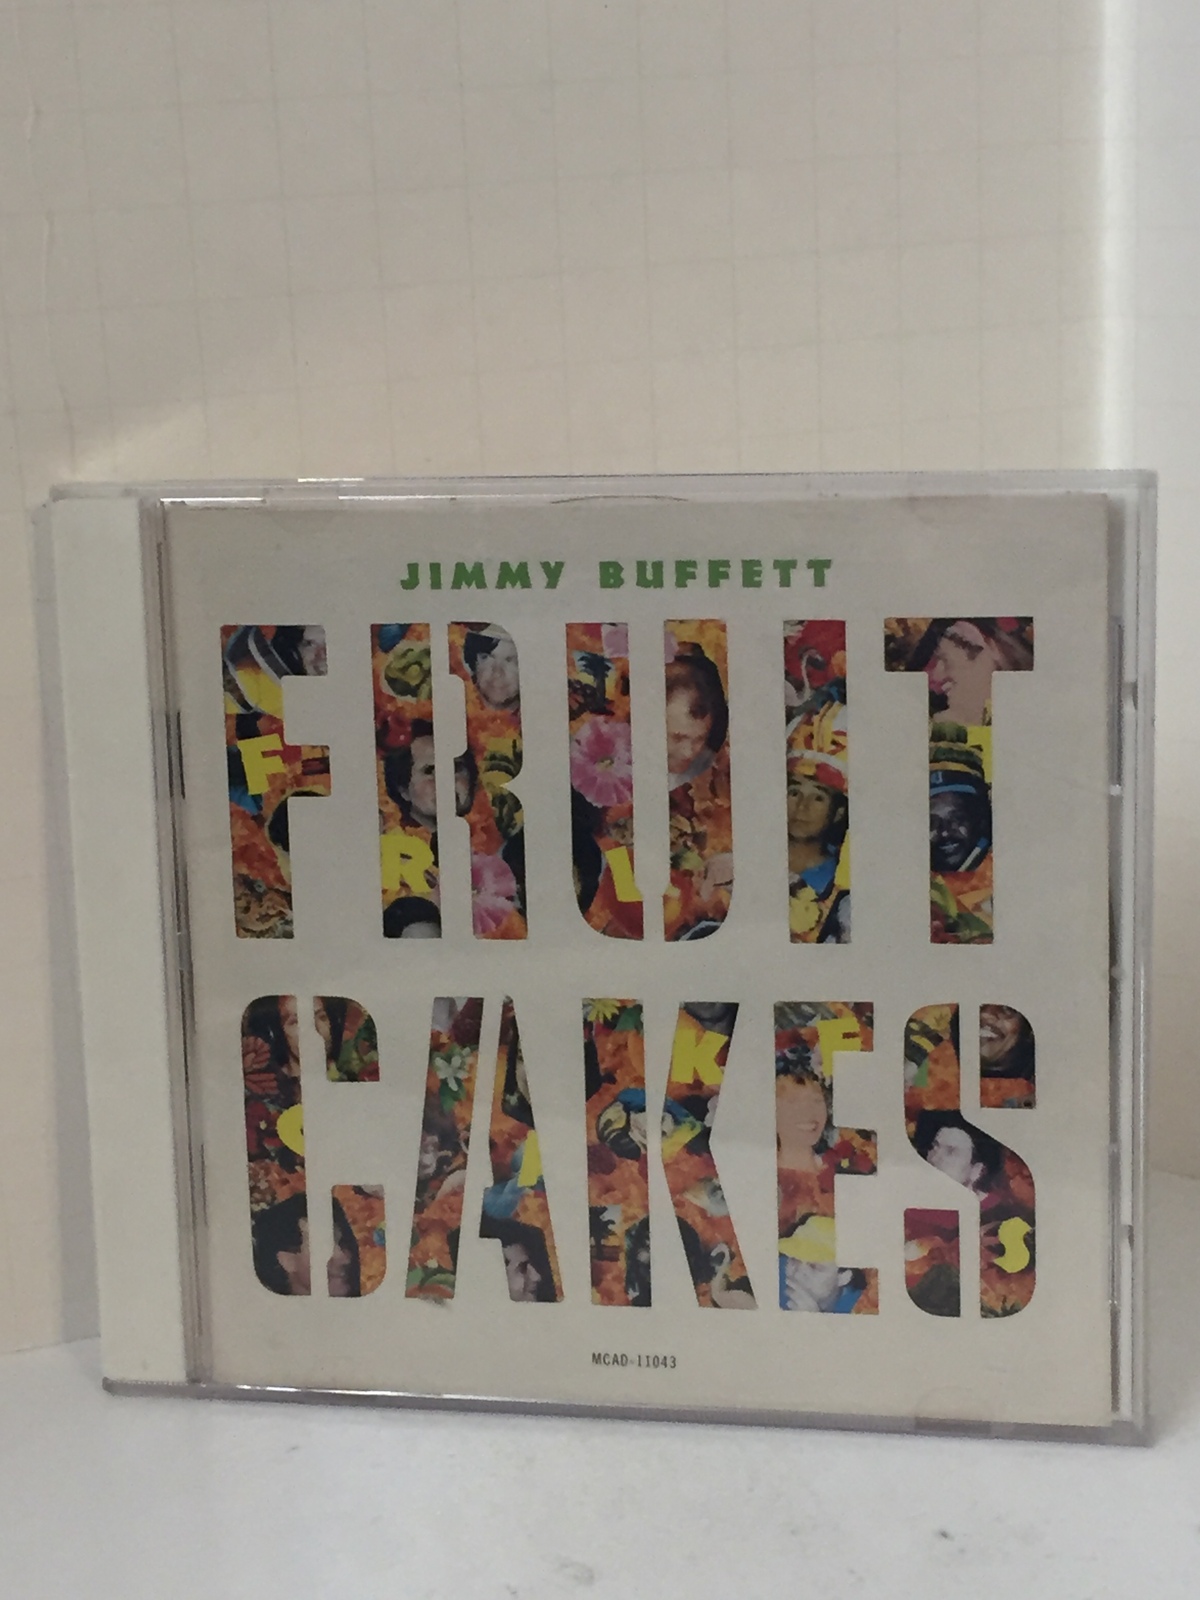 JIMMY BUFFETT
FRUIT
CAKES
MCAD-11043